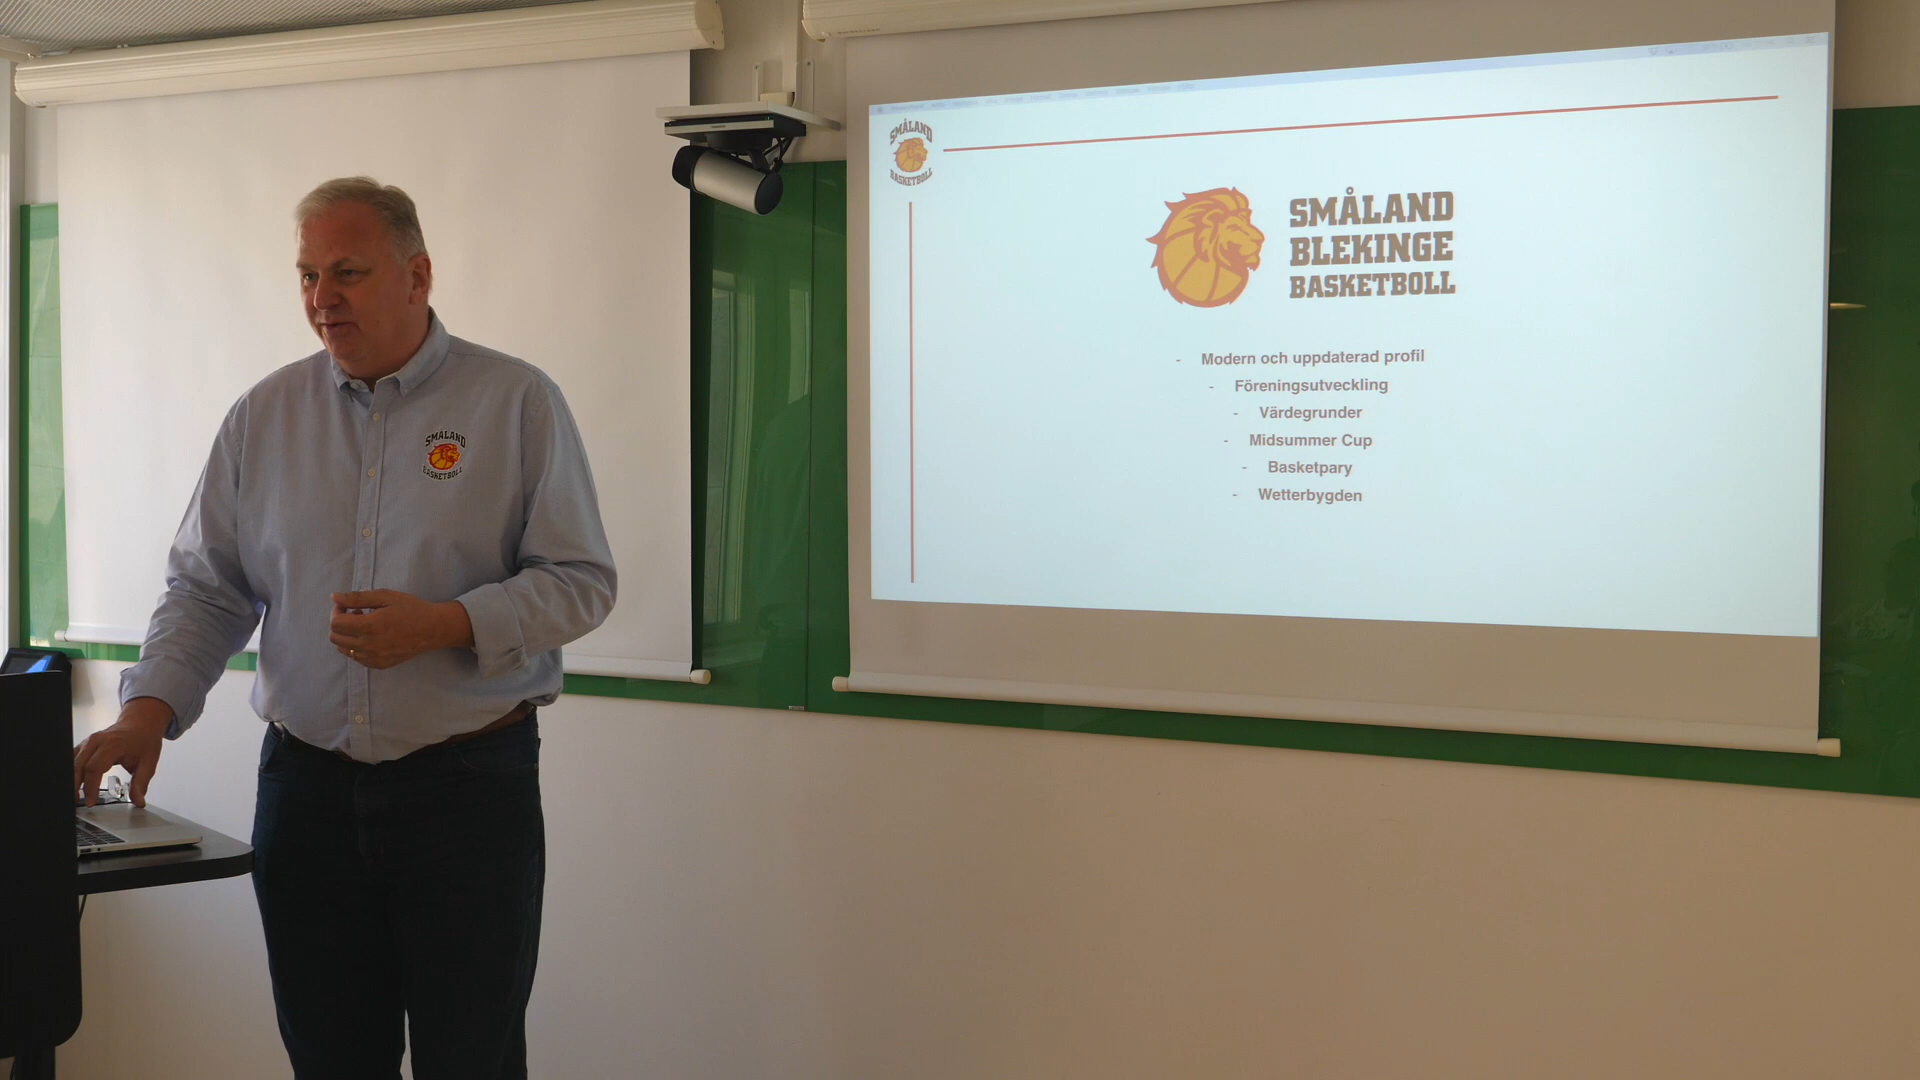 SMÅLAND
BASKETBOLL
SMÅLAND
BLEKINGE
BASKETBOLL
- Modern och uppdaterad profil
- Föreningsutveckling
- Värdegrunder
- Midsummer Cup
- Basketpary
- Wetterbygden
SMÅLAND
BASKETBOLL